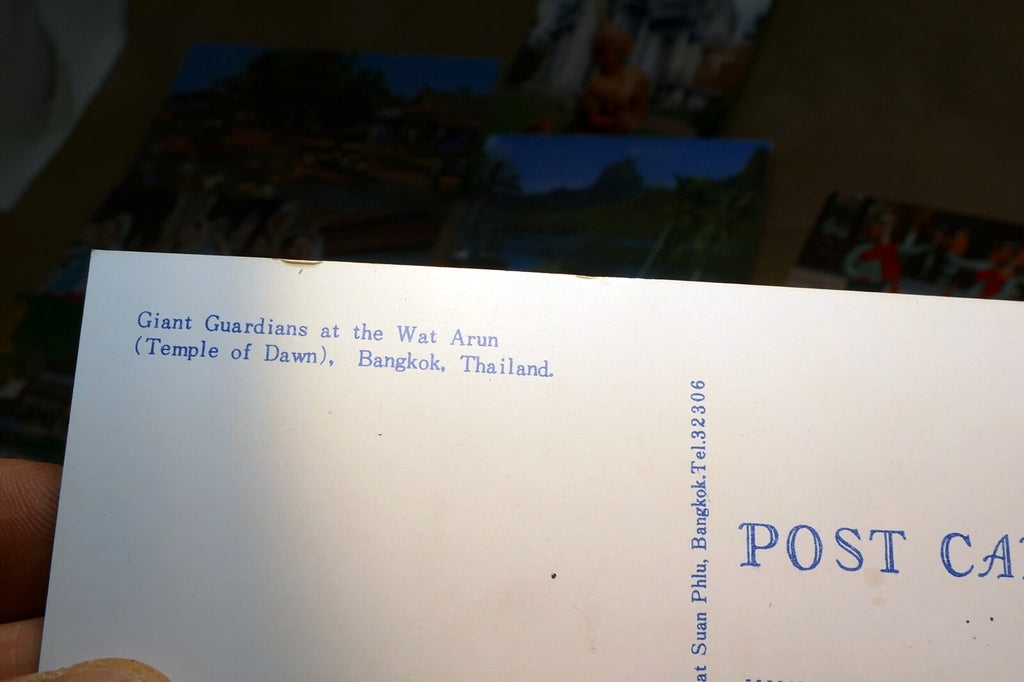 Giant Guardians at the Wat Arun
(Temple of Dawn), Bangkok, Thailand.
at Suan Phlu, Bangkok.Tel.32306
POST CA